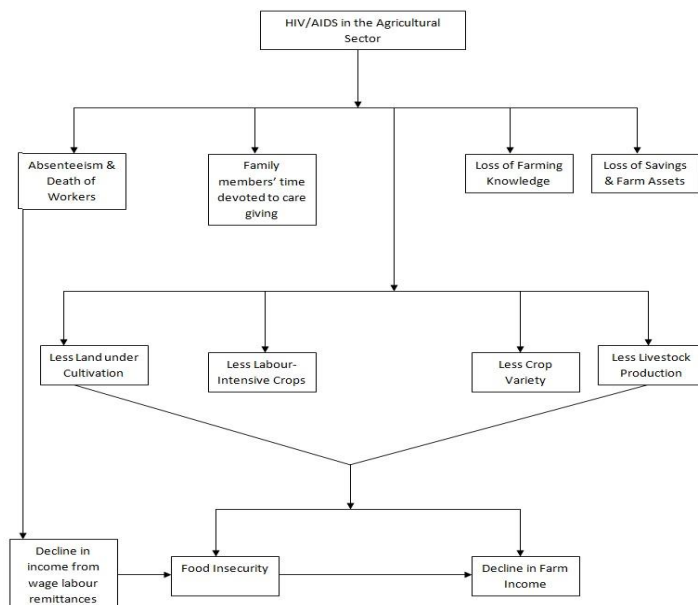 HIV/AIDS in the Agricultural
Sector
Absenteeism &
Death of
Workers
Family
members' time
devoted to care
giving
Loss of Farming
Knowledge
Loss of Savings
& Farm Assets
Less Land under
Cultivation
Less Labour-
Intensive Crops
Less Crop
Variety
Less Livestock
Production
Decline in
income from
wage labour
remittances
Food Insecurity
Decline in Farm
Income